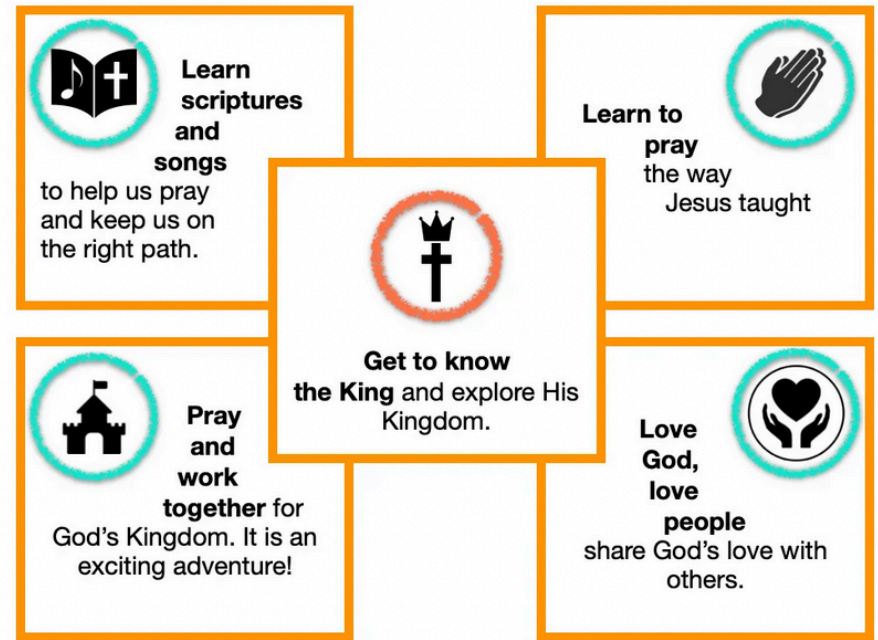 Learn
scriptures
and
songs
to help us pray
and keep us on
the right path.
Learn to
pray
the way
Jesus taught
Get to know
the King and explore His
Kingdom.
Pray
and
work
together for
God’s Kingdom. It is an
exciting adventure!
Love
God,
love
people
share God’s love with
others.